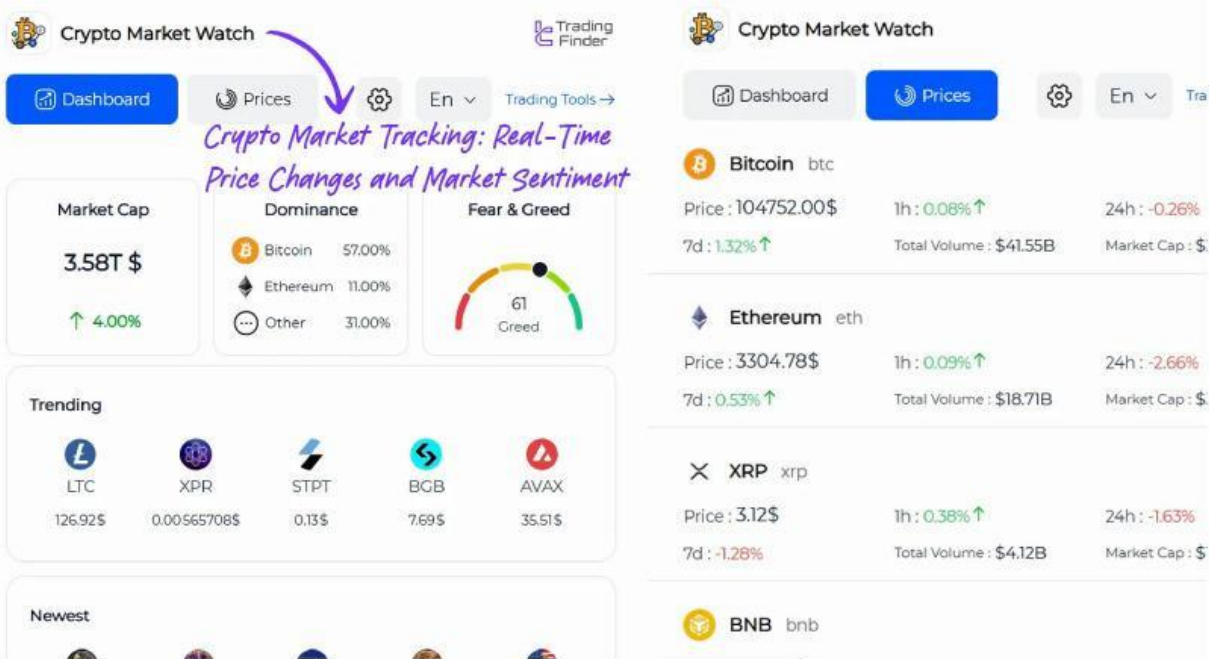 Crypto Market Watch
Trading
Finder
Dashboard
Prices
En
Trading Tools →
Crypto Market Tracking: Real-Time
Price Changes and Market Sentiment
Market Cap
3.58T $
↑ 4.00%
Dominance
Bitcoin 57.00%
Ethereum 11.00%
Other 31.00%
Fear & Greed
61
Greed
Trending
LTC XPR STPT BGB AVAX
126.92$ 0.00565708$ 0.13$ 7.69$ 35.51$
Newest
Crypto Market Watch
Dashboard
Prices
En
Bitcoin btc
Price : 104752.00$ 1h : 0.08%↑ 24h : -0.26%
7d : 1.32%↑ Total Volume : $41.55B Market Cap : $
Ethereum eth
Price : 3304.78$ 1h : 0.09%↑ 24h : -2.66%
7d : 0.53%↑ Total Volume : $18.71B Market Cap : $
XRP xrp
Price : 3.12$ 1h : 0.38%↑ 24h : -1.63%
7d : -1.28% Total Volume : $4.12B Market Cap : $
BNB bnb